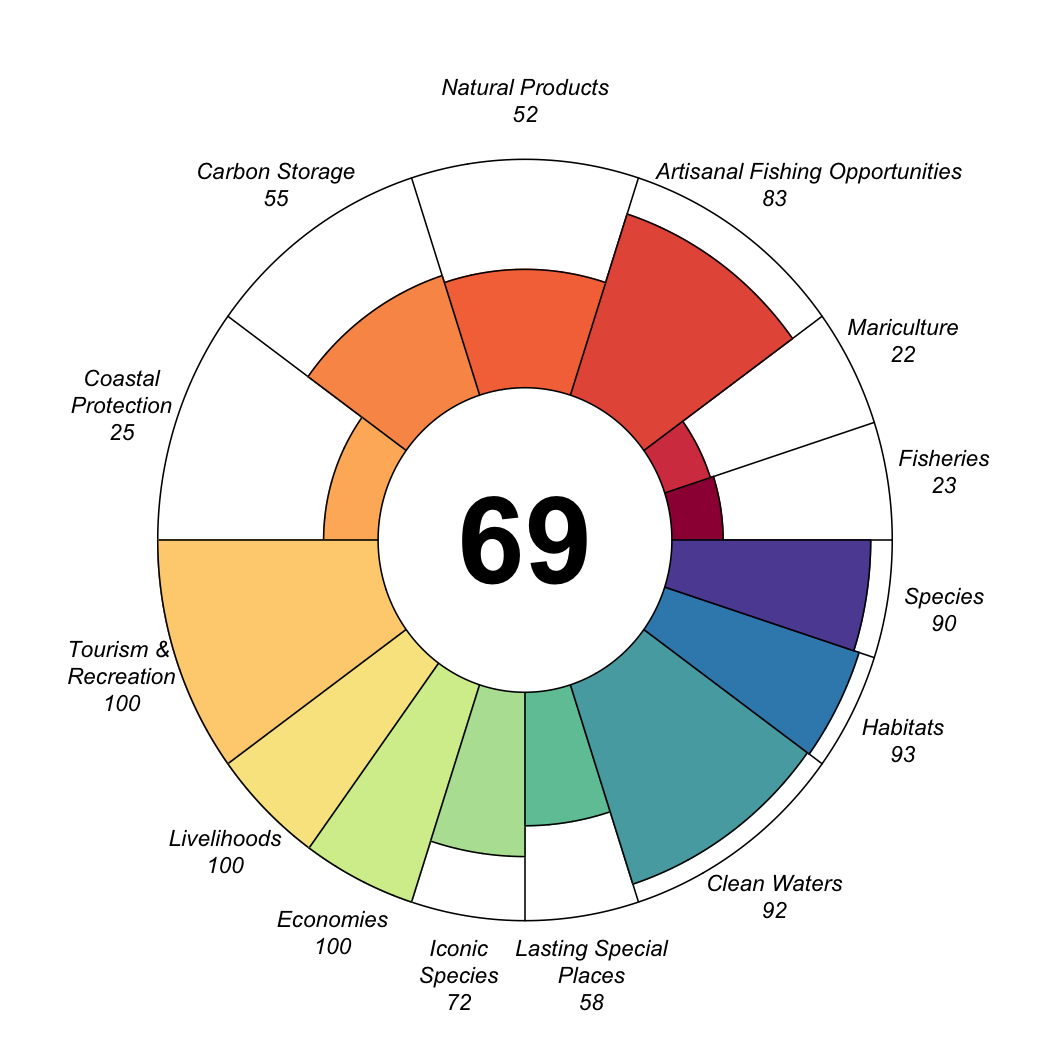 Natural Products
52
Carbon Storage
55
Artisanal Fishing Opportunities
83
Mariculture
22
Coastal
Protection
25
Fisheries
23
69
Species
90
Tourism &
Recreation
100
Habitats
93
Livelihoods
100
Clean Waters
92
Economies
100
Iconic
Species
72
Lasting Special
Places
58